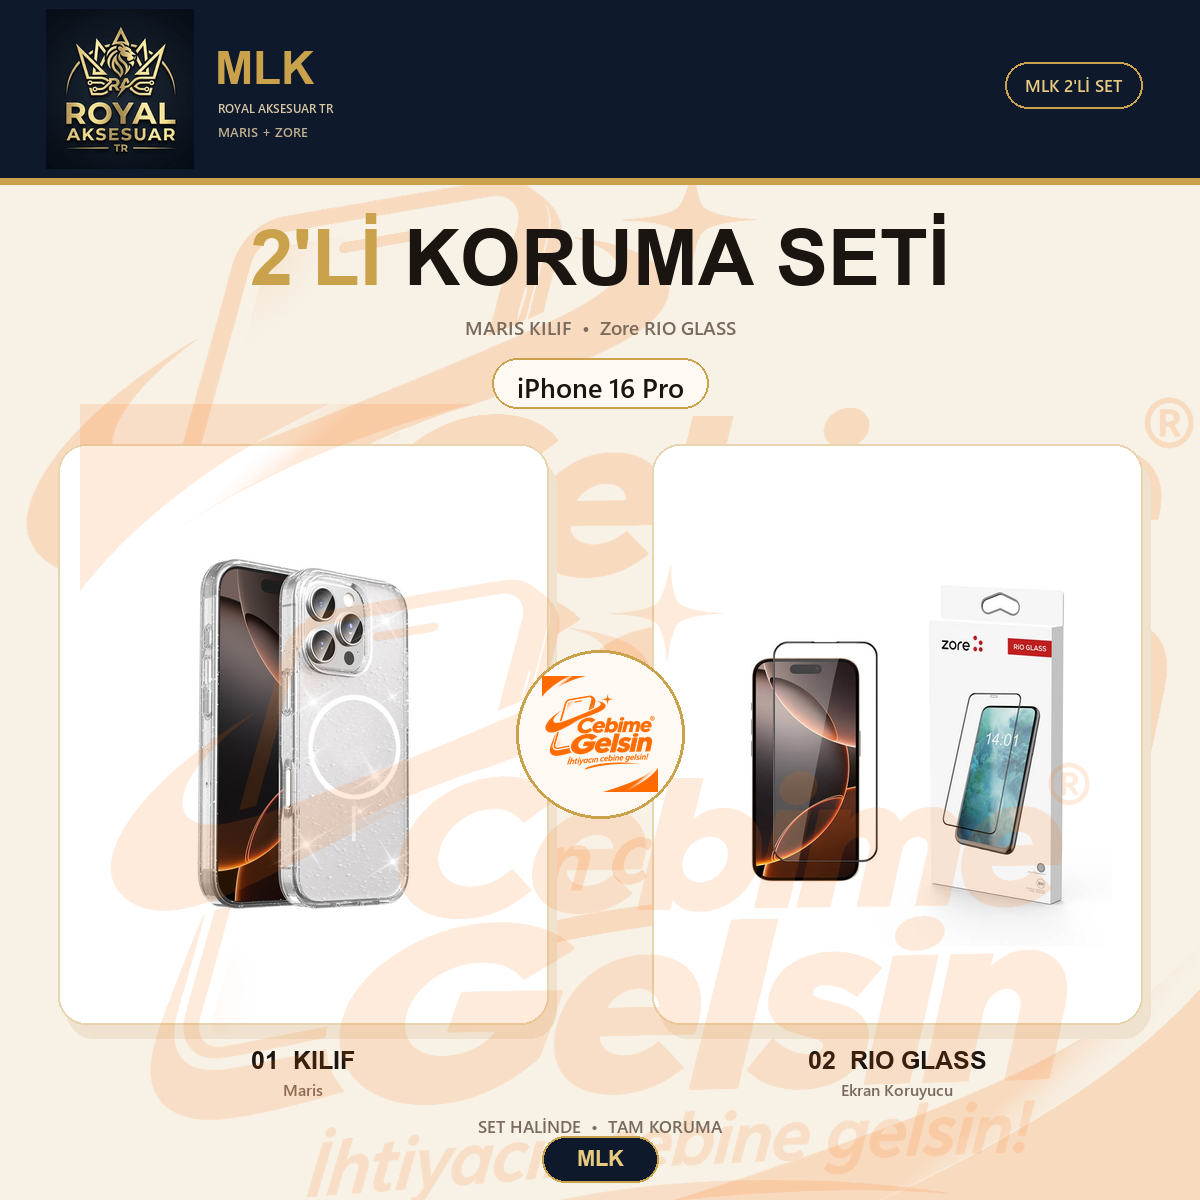 ROYAL
AKSESUAR
TR
MLK
ROYAL AKSESUAR TR
MARIS + ZORE
MLK 2'Lİ SET
2'Lİ KORUMA SETİ
MARIS KILIF • Zore RIO GLASS
iPhone 16 Pro
zore
RIO GLASS
14:01
Cebime
Gelsin
İhtiyacın cebine gelsin!
Cebime
Gelsin
İhtiyacın cebine gelsin!
01 KILIF
Maris
02 RIO GLASS
Ekran Koruyucu
SET HALİNDE • TAM KORUMA
MLK